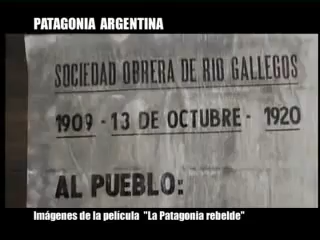 PATAGONIA ARGENTINA
SOCIEDAD OBRERA DE RIO GALLEGOS
1909 - 13 DE OCTUBRE - 1920
AL PUEBLO:
Imágenes de la película "La Patagonia rebelde"